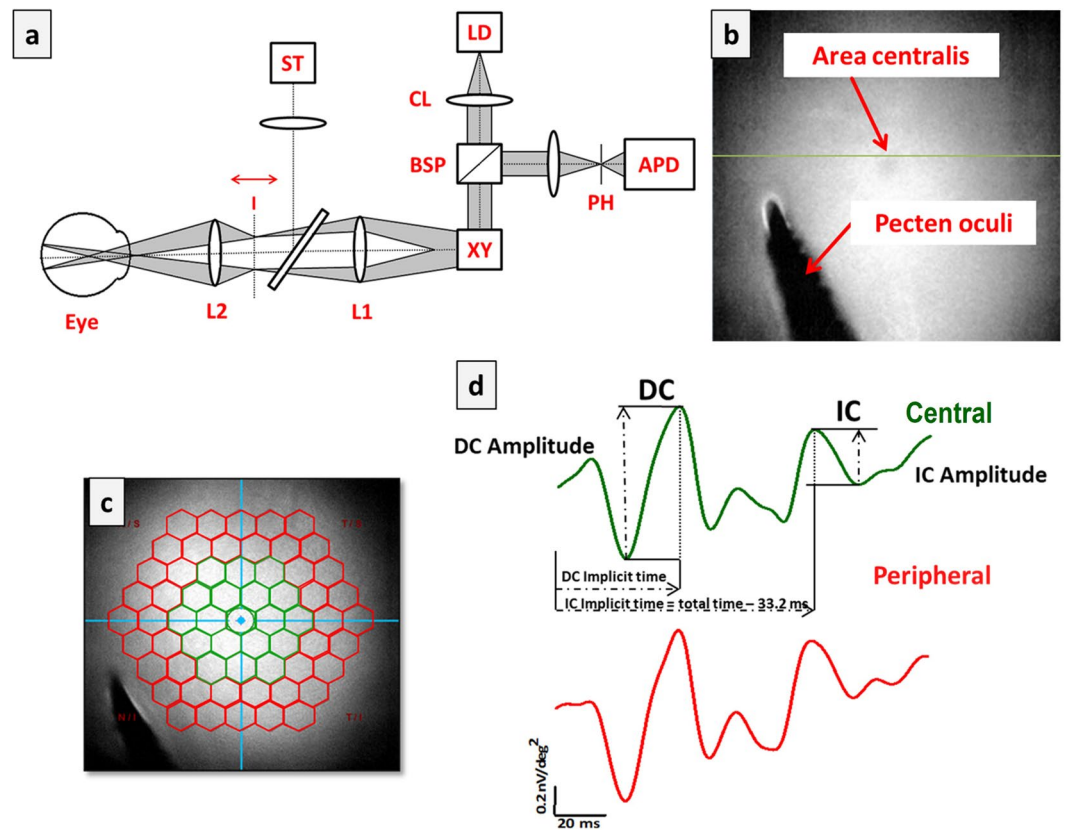 a
ST
LD
CL
BSP
APD
PH
I
XY
Eye
L2
L1
b
Area centralis
Pecten oculi
c
/ S
N / I
T / I
d
DC
IC
Central
DC Amplitude
IC Amplitude
DC Implicit time
IC Implicit time = total time – 33.2 ms
Peripheral
0.2 nV/deg²
20 ms